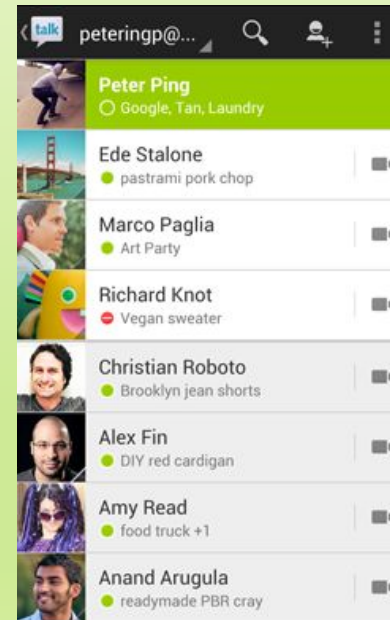 talk
peteringp@...
Peter Ping
Google, Tan, Laundry
Ede Stalone
pastrami pork chop
Marco Paglia
Art Party
Richard Knot
Vegan sweater
Christian Roboto
Brooklyn jean shorts
Alex Fin
DIY red cardigan
Amy Read
food truck +1
Anand Arugula
readymade PBR cray